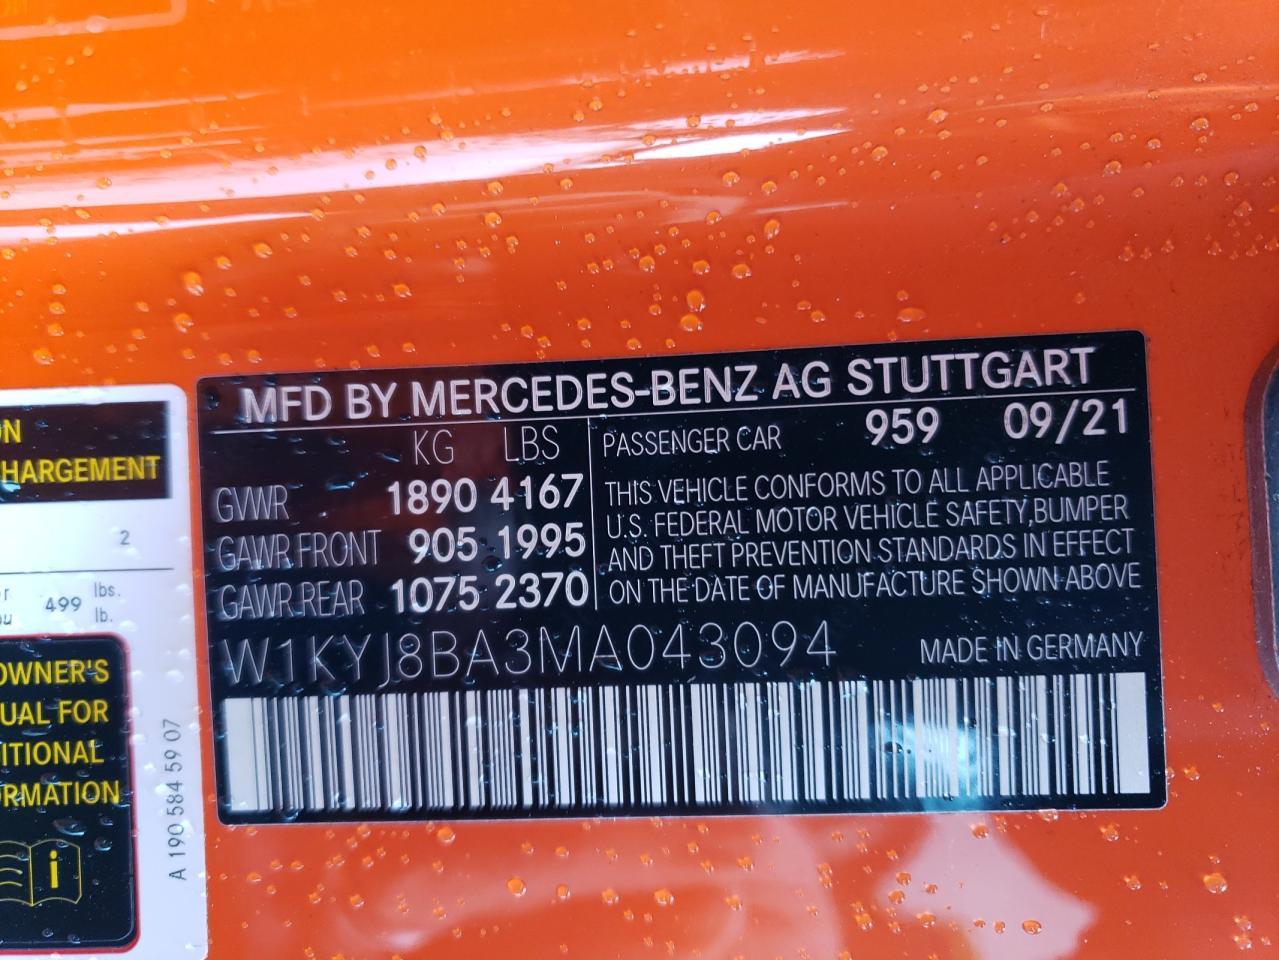 MFD BY MERCEDES-BENZ AG STUTTGART
KG LBS
GVWR 1890 4167
GAWR FRONT 905 1995
GAWR REAR 1075 2370
PASSENGER CAR 959 09/21
THIS VEHICLE CONFORMS TO ALL APPLICABLE
U.S. FEDERAL MOTOR VEHICLE SAFETY,BUMPER
AND THEFT PREVENTION STANDARDS IN EFFECT
ON THE DATE OF MANUFACTURE SHOWN ABOVE
W1KYJ8BA3MA043094 MADE IN GERMANY
ON
HARGEMENT
2
499 lbs.
lb.
OWNER'S
UAL FOR
ITIONAL
RMATION
i
A 190 584 59 07